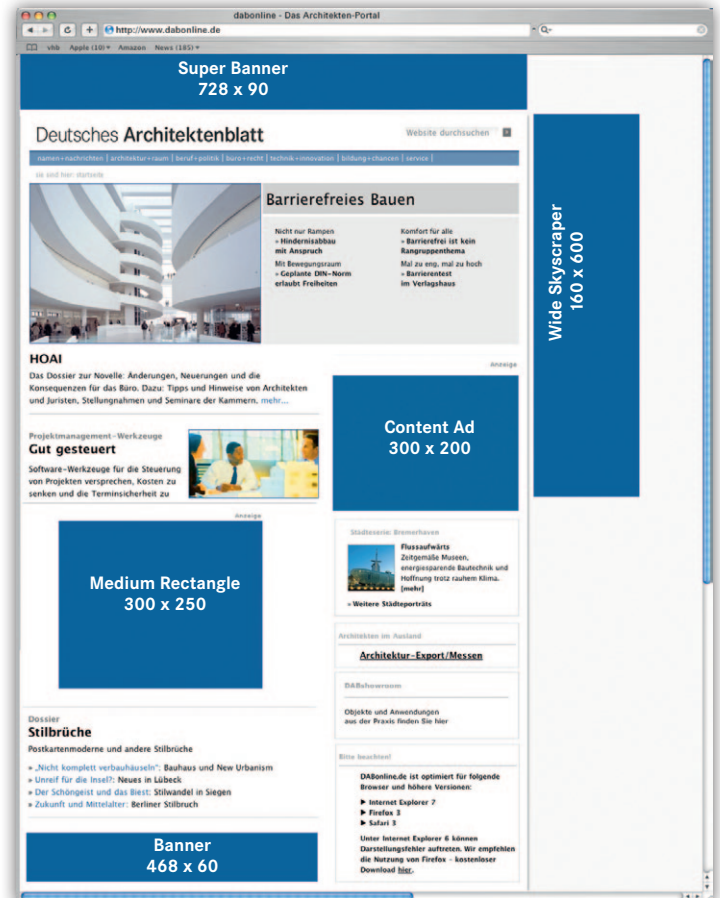 dabonline - Das Architekten-Portal
http://www.dabonline.de
Q-
vhb Apple (10) Amazon News (185)
Super Banner
728 x 90
Deutsches Architektenblatt
Website durchsuchen
namen+nachrichten | architektur+raum | beruf+politik | büro+recht | technik+innovation | bildung+chancen | service |
sie sind hier: startseite
Barrierefreies Bauen
Nicht nur Rampen
» Hindernisabbau
mit Anspruch
Mit Bewegungsraum
» Geplante DIN-Norm
erlaubt Freiheiten
Komfort für alle
» Barrierefrei ist kein
Rangruppenthema
Mal zu eng, mal zu hoch
» Barrierentest
im Verlagshaus
Wide Skyscraper
160 x 600
HOAI
Das Dossier zur Novelle: Änderungen, Neuerungen und die
Konsequenzen für das Büro. Dazu: Tipps und Hinweise von Architekten
und Juristen, Stellungnahmen und Seminare der Kammern. mehr...
Anzeige
Content Ad
300 x 200
Projektmanagement-Werkzeuge
Gut gesteuert
Software-Werkzeuge für die Steuerung
von Projekten versprechen, Kosten zu
senken und die Terminsicherheit zu
Anzeige
Medium Rectangle
300 x 250
Städteserie: Bremerhaven
Flussaufwärts
Zeitgemäße Museen,
energiesparende Bautechnik und
Hoffnung trotz rauhem Klima.
[mehr]
» Weitere Städteporträts
Architekten im Ausland
Architektur-Export/Messen
DABshowroom
Objekte und Anwendungen
aus der Praxis finden Sie hier
Dossier
Stilbrüche
Postkartenmoderne und andere Stilbrüche
» „Nicht komplett verbauhäuseln": Bauhaus und New Urbanism
» Unreif für die Insel?: Neues in Lübeck
» Der Schöngeist und das Biest: Stilwandel in Siegen
» Zukunft und Mittelalter: Berliner Stilbruch
Bitte beachten!
DABonline.de ist optimiert für folgende
Browser und höhere Versionen:
▶ Internet Explorer 7
▶ Firefox 3
▶ Safari 3
Unter Internet Explorer 6 können
Darstellungsfehler auftreten. Wir empfehlen
die Nutzung von Firefox - kostenloser
Download hier.
Banner
468 x 60